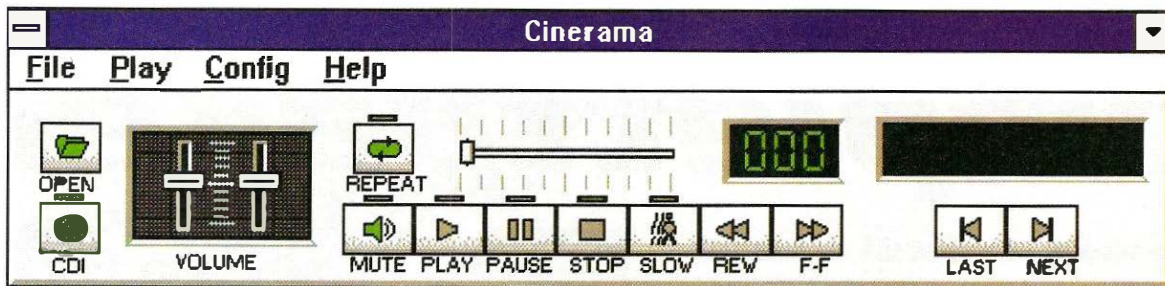 Cinerama
File Play Config Help
000
OPEN
REPEAT
CDI
VOLUME
MUTE PLAY PAUSE STOP SLOW REW F-F
LAST NEXT